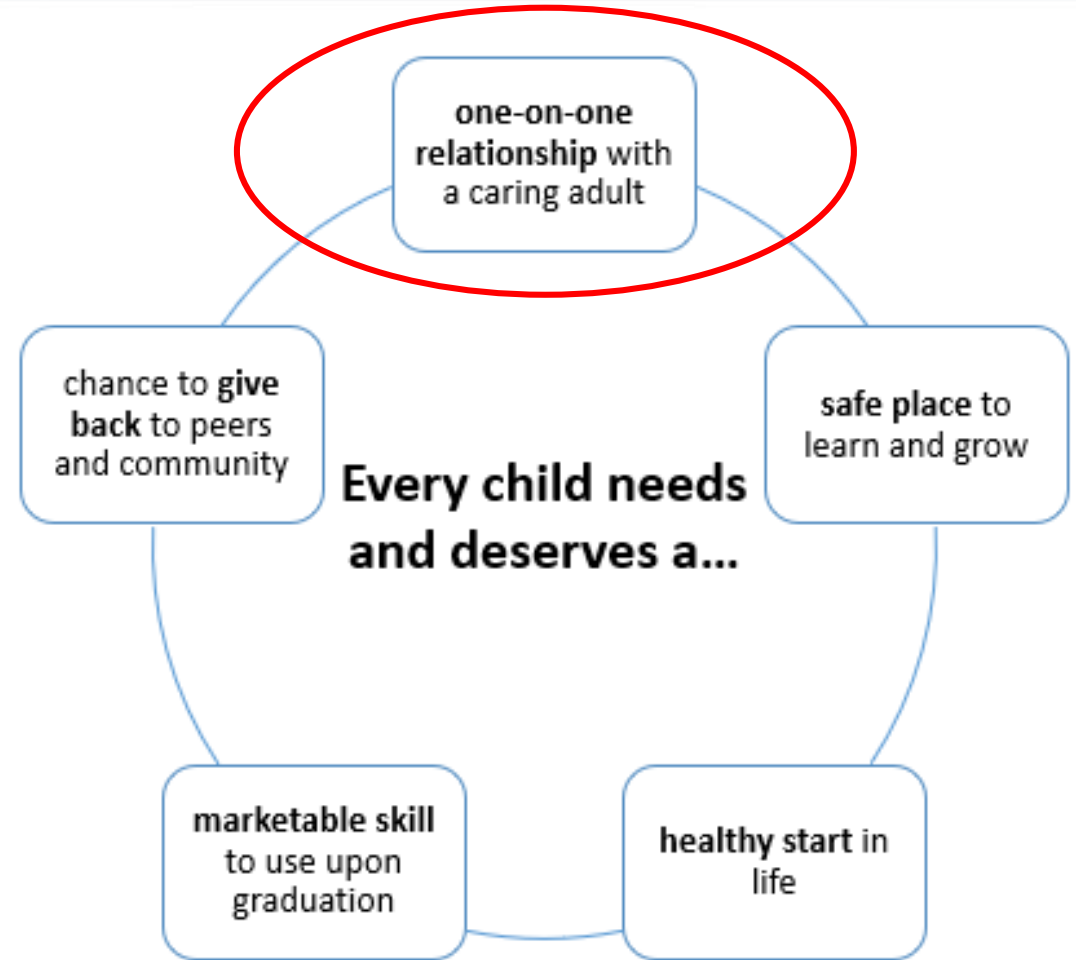 one-on-one
relationship with
a caring adult
safe place to
learn and grow
healthy start in
life
marketable skill
to use upon
graduation
chance to give
back to peers
and community
Every child needs
and deserves a...